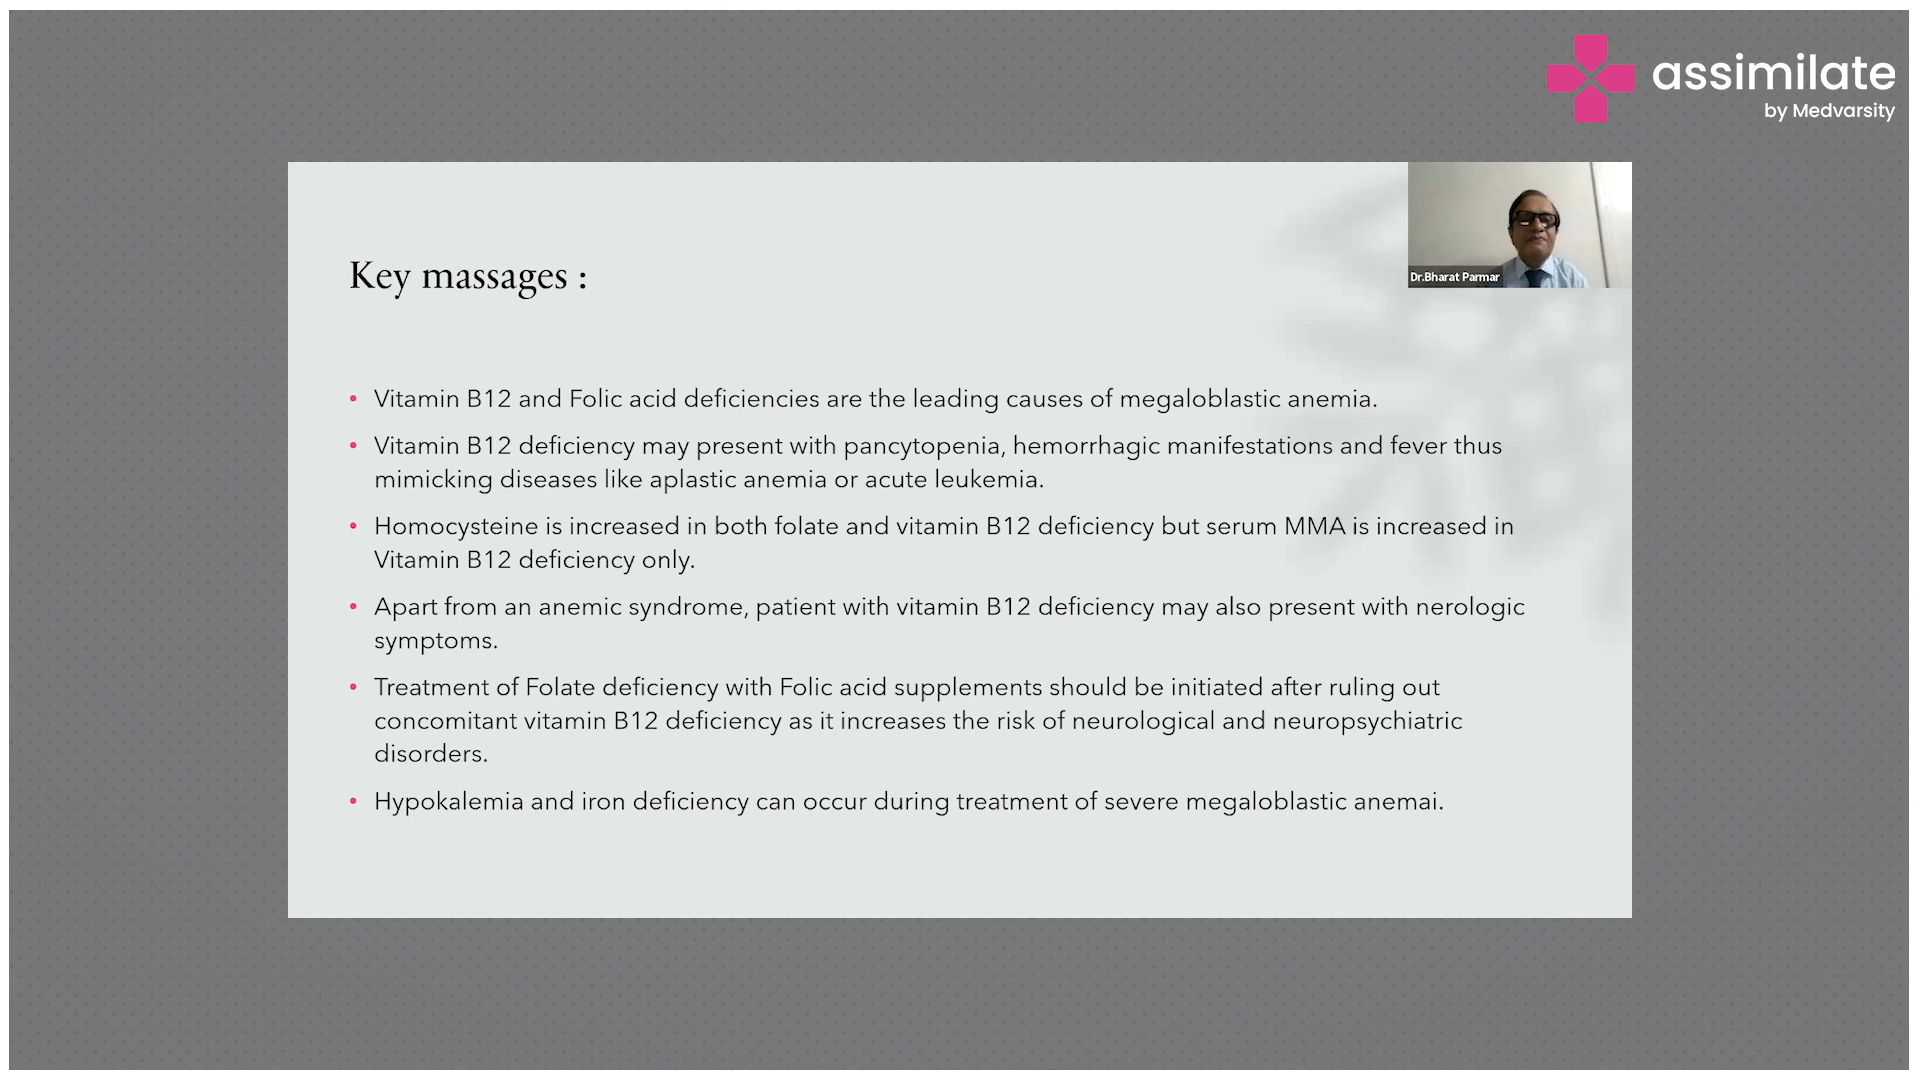 assimilate
by Medvarsity
Dr.Bharat Parmar
Key massages :
• Vitamin B12 and Folic acid deficiencies are the leading causes of megaloblastic anemia.
• Vitamin B12 deficiency may present with pancytopenia, hemorrhagic manifestations and fever thus
mimicking diseases like aplastic anemia or acute leukemia.
• Homocysteine is increased in both folate and vitamin B12 deficiency but serum MMA is increased in
Vitamin B12 deficiency only.
• Apart from an anemic syndrome, patient with vitamin B12 deficiency may also present with nerologic
symptoms.
• Treatment of Folate deficiency with Folic acid supplements should be initiated after ruling out
concomitant vitamin B12 deficiency as it increases the risk of neurological and neuropsychiatric
disorders.
• Hypokalemia and iron deficiency can occur during treatment of severe megaloblastic anemai.